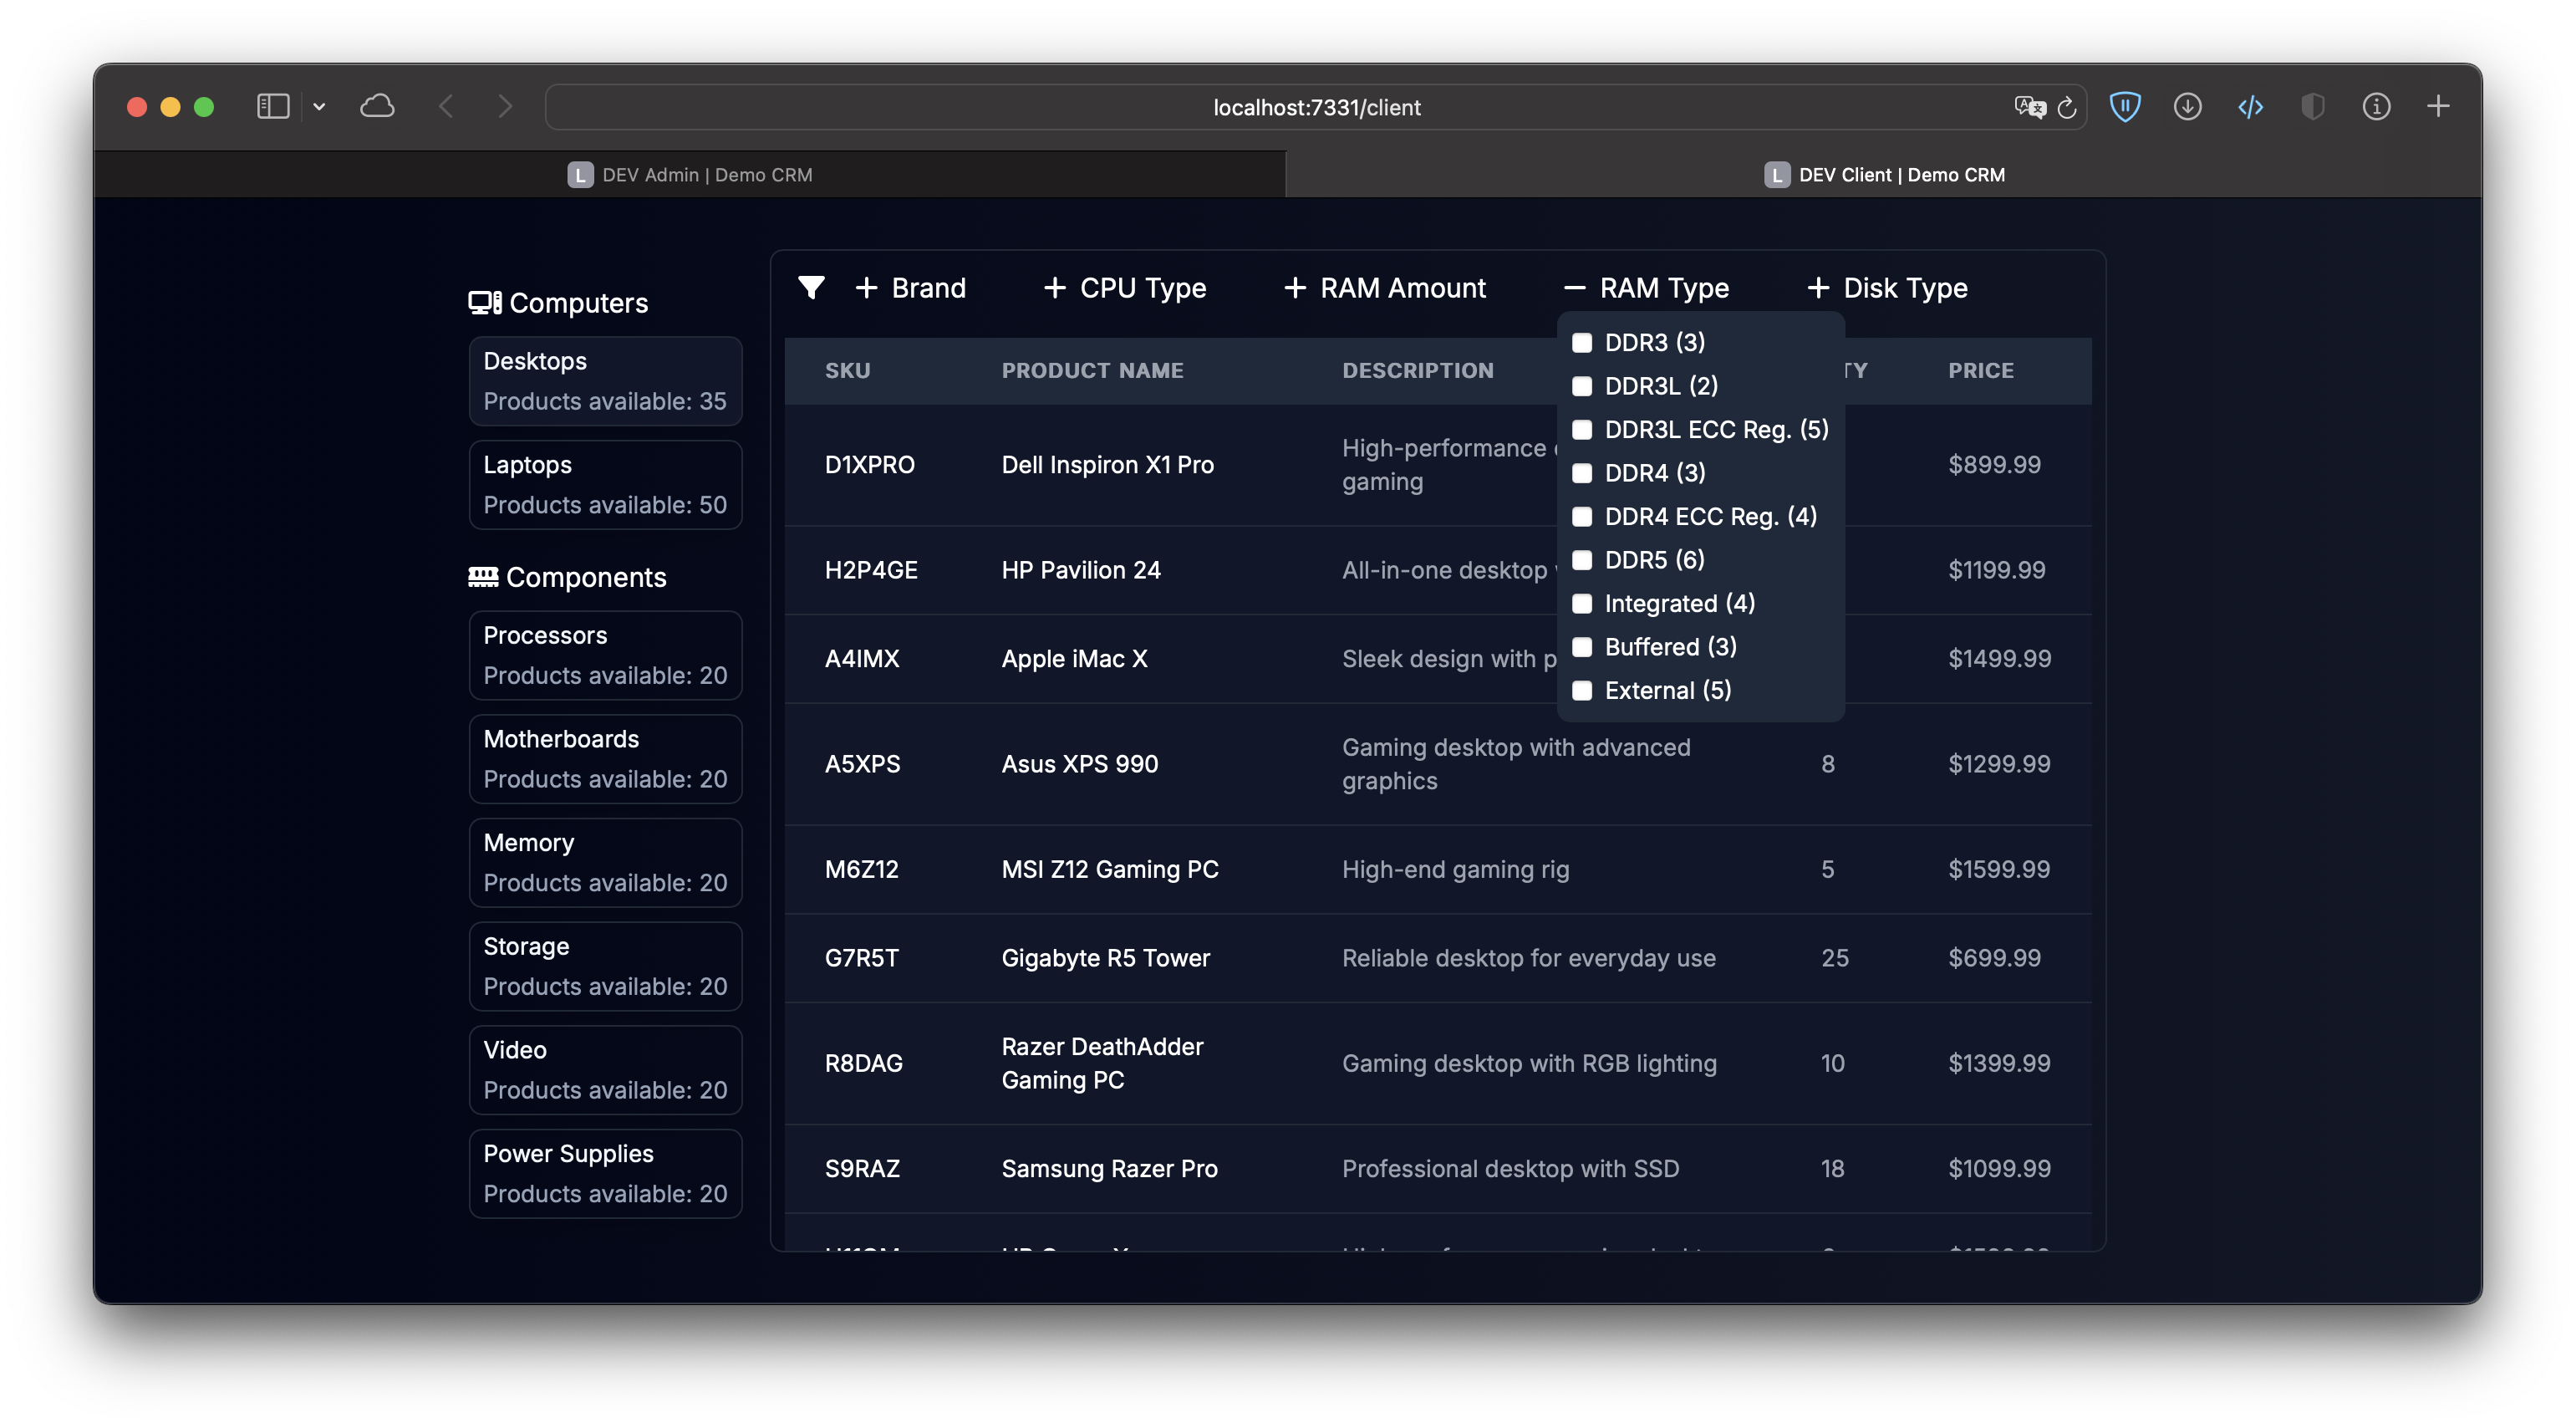 localhost:7331/client
L DEV Admin | Demo CRM
L DEV Client | Demo CRM
Computers
Desktops
Products available: 35
Laptops
Products available: 50
Components
Processors
Products available: 20
Motherboards
Products available: 20
Memory
Products available: 20
Storage
Products available: 20
Video
Products available: 20
Power Supplies
Products available: 20
Brand CPU Type RAM Amount RAM Type Disk Type
DDR3 (3)
DDR3L (2)
DDR3L ECC Reg. (5)
DDR4 (3)
DDR4 ECC Reg. (4)
DDR5 (6)
Integrated (4)
Buffered (3)
External (5)
SKU PRODUCT NAME DESCRIPTION TY PRICE
D1XPRO Dell Inspiron X1 Pro High-performance $899.99
gaming
H2P4GE HP Pavilion 24 All-in-one desktop $1199.99
A4IMX Apple iMac X Sleek design with $1499.99
A5XPS Asus XPS 990 Gaming desktop with advanced 8 $1299.99
graphics
M6Z12 MSI Z12 Gaming PC High-end gaming rig 5 $1599.99
G7R5T Gigabyte R5 Tower Reliable desktop for everyday use 25 $699.99
R8DAG Razer DeathAdder Gaming desktop with RGB lighting 10 $1399.99
Gaming PC
S9RAZ Samsung Razer Pro Professional desktop with SSD 18 $1099.99